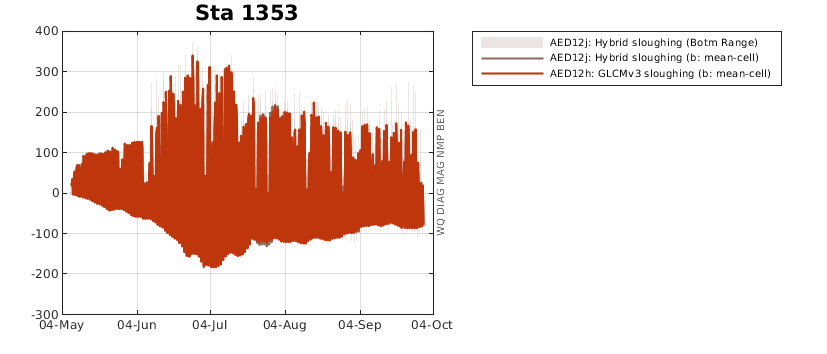 Sta 1353
400
300
200
100
0
-100
-200
-300
04-May
04-Jun
04-Jul
04-Aug
04-Sep
04-Oct
WQ DIAG MAG NMP BEN
AED12j: Hybrid sloughing (Botm Range)
AED12j: Hybrid sloughing (b: mean-cell)
AED12h: GLCMv3 sloughing (b: mean-cell)